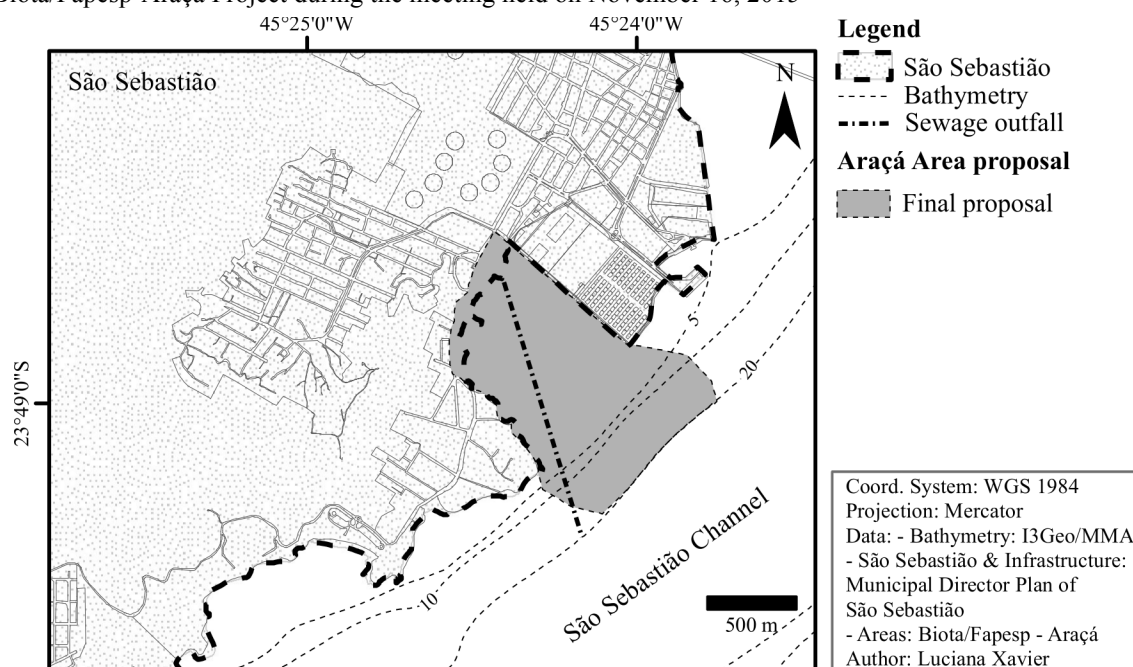 Biota/Fapesp-Araçá Project during the meeting held on November 16, 2015
45°25'0"W
45°24'0"W
São Sebastião
N
5
20
23°49'0"S
São Sebastião Channel
10
500 m
Legend
São Sebastião
Bathymetry
Sewage outfall
Araçá Area proposal
Final proposal
Coord. System: WGS 1984
Projection: Mercator
Data: - Bathymetry: I3Geo/MMA
- São Sebastião & Infrastructure:
Municipal Director Plan of
São Sebastião
- Areas: Biota/Fapesp - Araçá
Author: Luciana Xavier